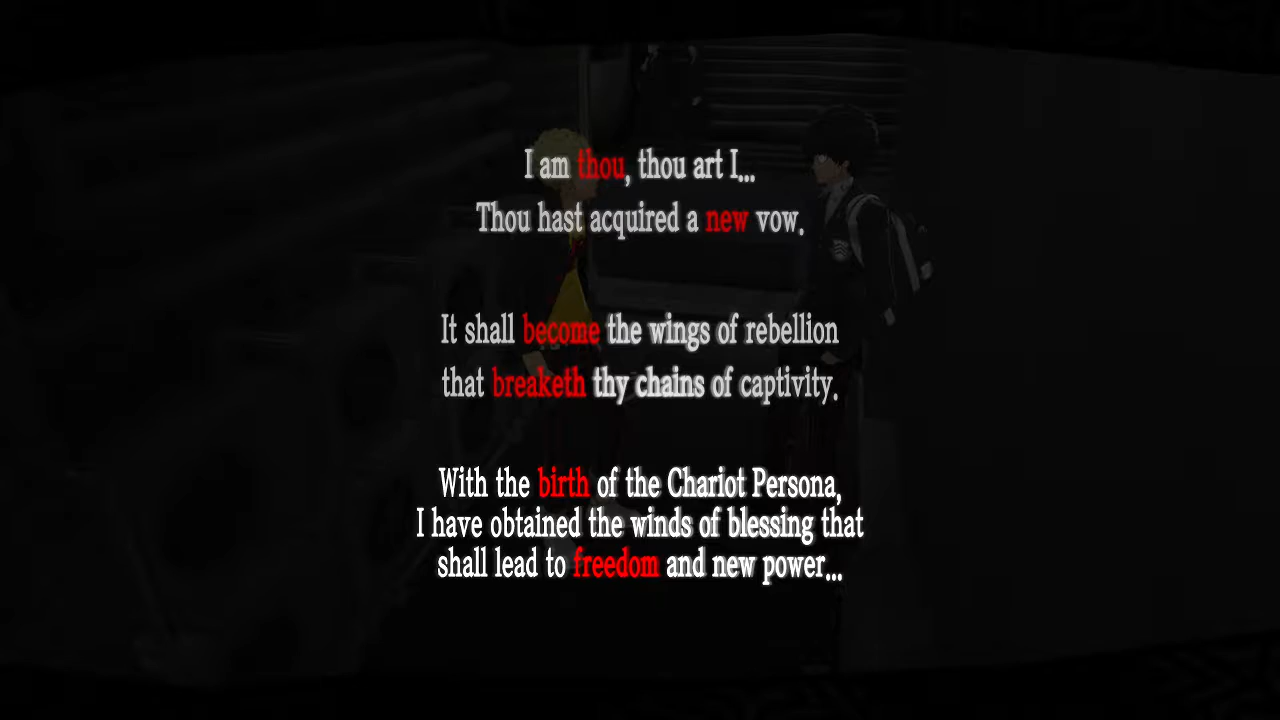 I am thou, thou art I...
Thou hast acquired a new vow.
It shall become the wings of rebellion
that breaketh thy chains of captivity.
With the birth of the Chariot Persona,
I have obtained the winds of blessing that
shall lead to freedom and new power...